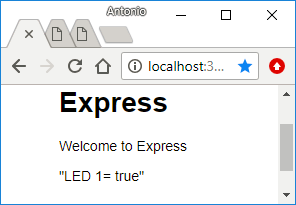 Antonio
localhost:3...
Express
Welcome to Express
"LED 1= true"